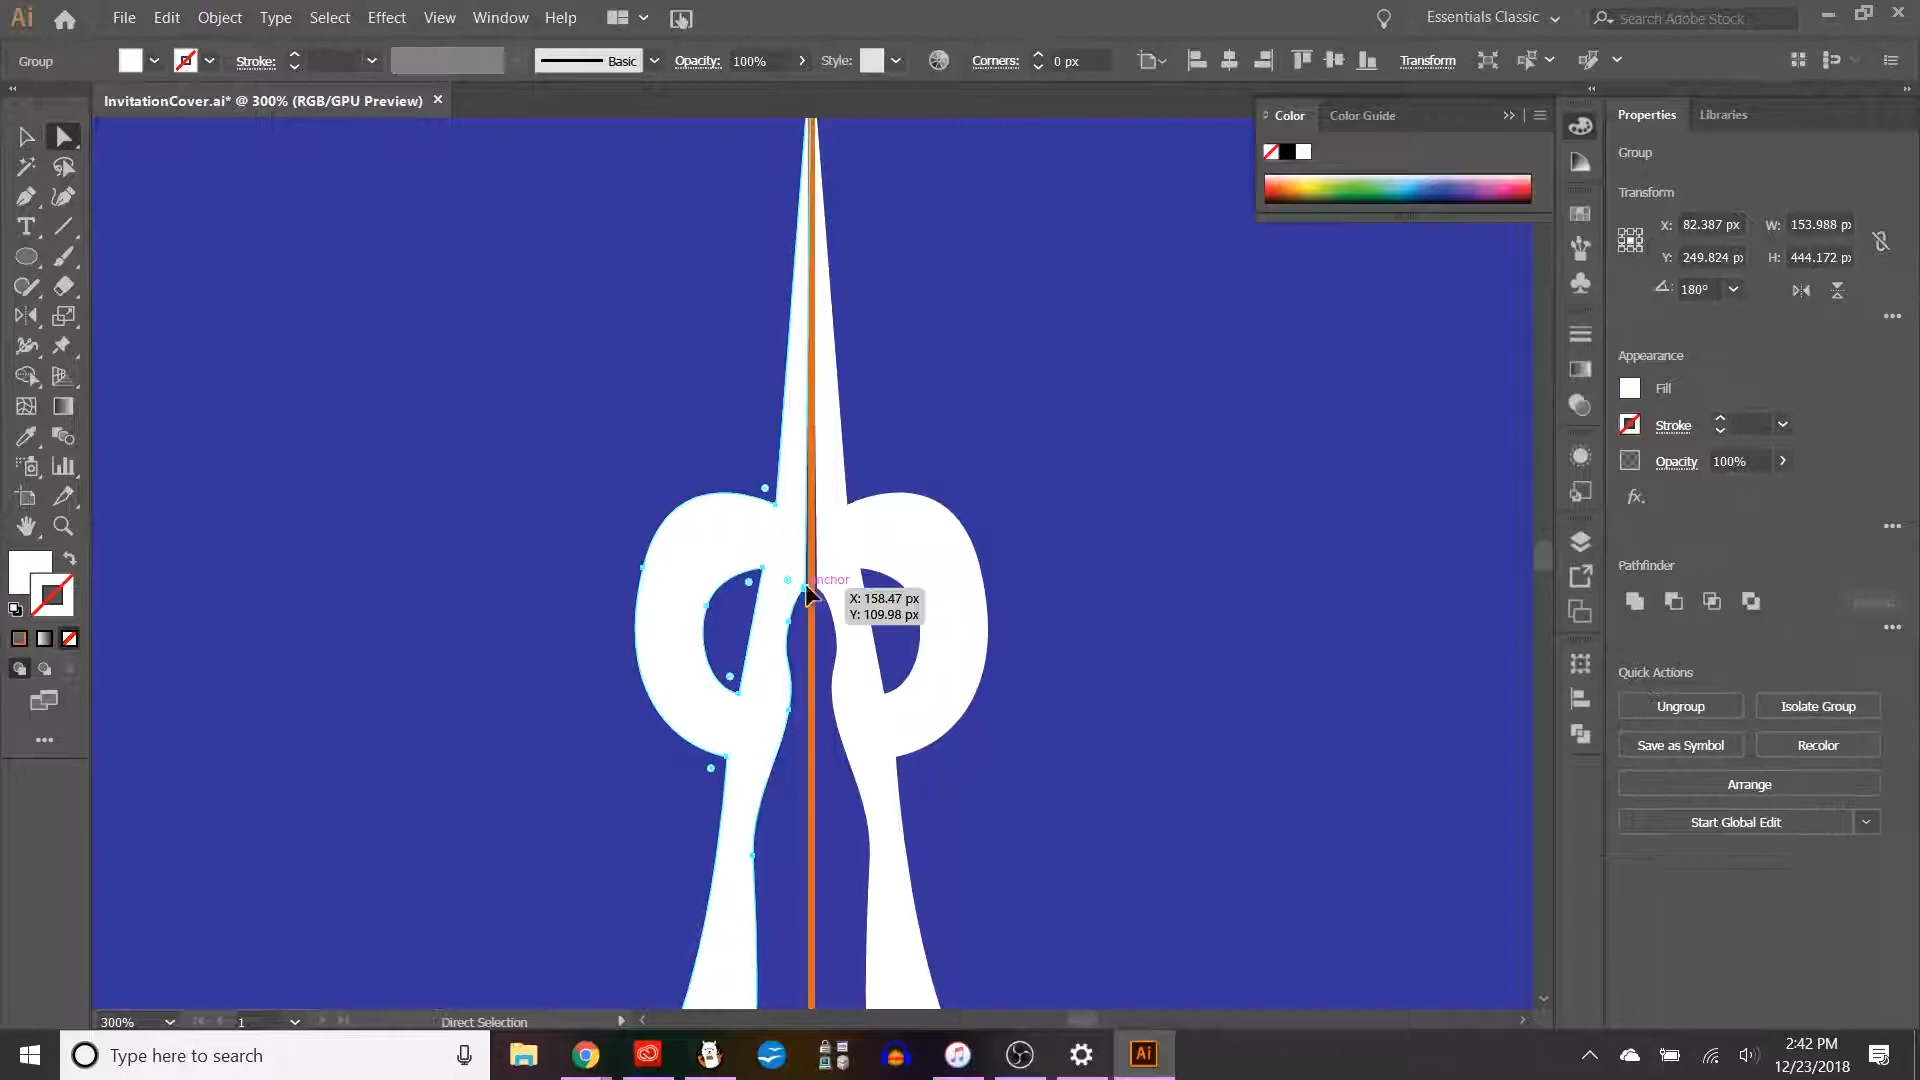 Ai File Edit Object Type Select Effect View Window Help Essentials Classic Search Adobe Stock
Group Stroke: Basic Opacity: 100% Style: Corners: 0 px Transform
InvitationCover.ai* @ 300% (RGB/GPU Preview) ×
Color Color Guide
Properties Libraries
Group
Transform
X: 82.387 px W: 153.988 p
Y: 249.824 p H: 444.172 p
180°
Appearance
Fill
Stroke
Opacity 100%
fx.
Pathfinder
Quick Actions
Ungroup Isolate Group
Save as Symbol Recolor
Arrange
Start Global Edit
nchor
X: 158.47 px
Y: 109.98 px
300% 1 Direct Selection
Type here to search
Ai
2:42 PM
12/23/2018